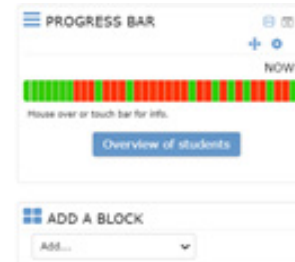 PROGRESS BAR
NOW
Mouse over or touch bar for info.
Overview of students
ADD A BLOCK
Add...